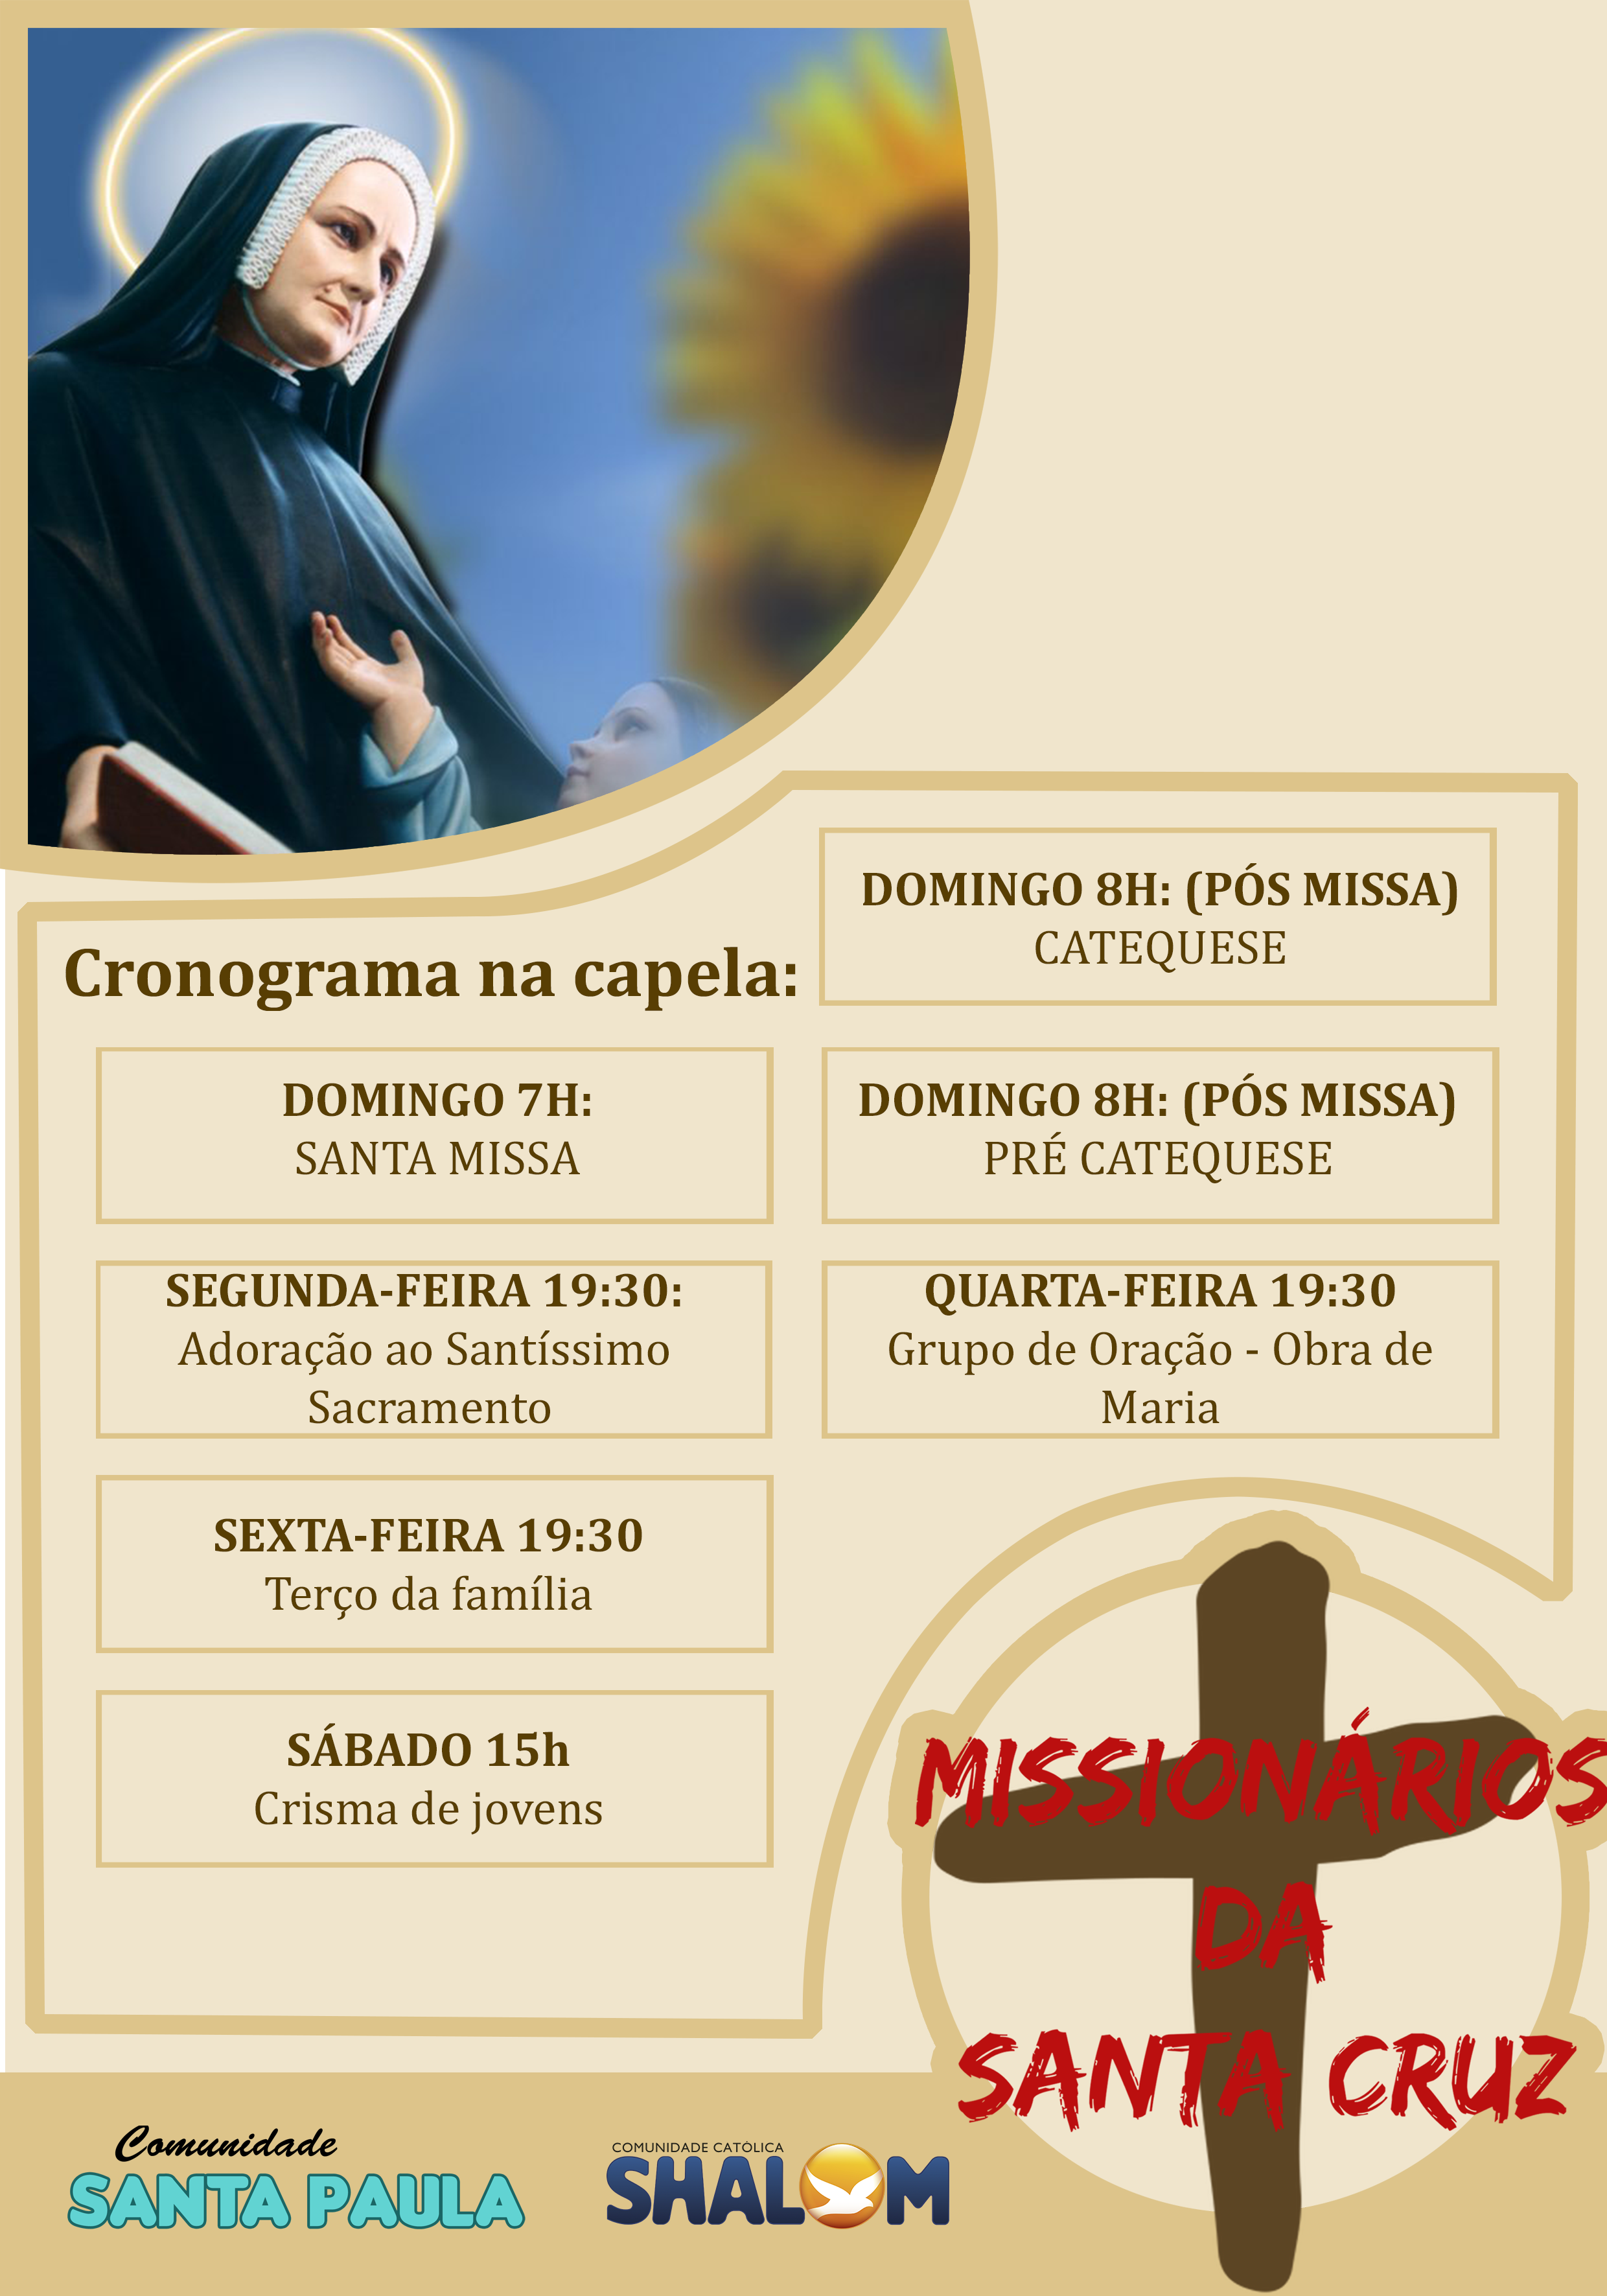 Cronograma na capela:
DOMINGO 7H:
SANTA MISSA
SEGUNDA-FEIRA 19:30:
Adoração ao Santíssimo
Sacramento
SEXTA-FEIRA 19:30
Terço da família
SÁBADO 15h
Crisma de jovens
DOMINGO 8H: (PÓS MISSA)
CATEQUESE
DOMINGO 8H: (PÓS MISSA)
PRÉ CATEQUESE
QUARTA-FEIRA 19:30
Grupo de Oração - Obra de
Maria
MISSIONÁRIOS
DA
SANTA CRUZ
Comunidade
SANTA PAULA
COMUNIDADE CATÓLICA
SHALOM